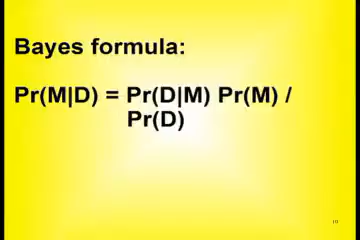 Bayes formula:
Pr(M|D) = Pr(D|M) Pr(M) /
Pr(D)